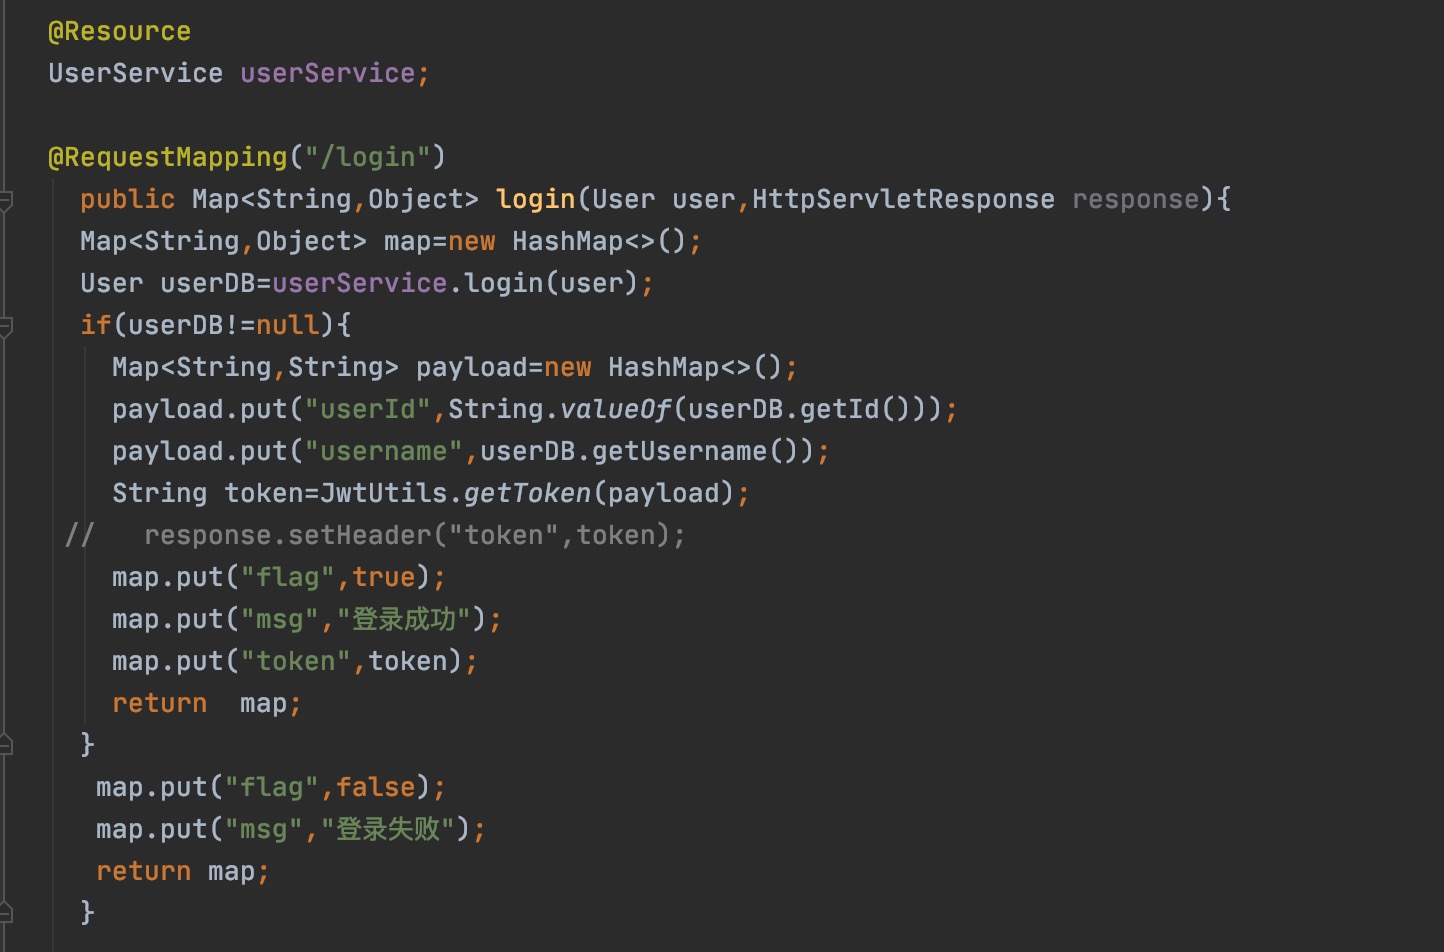 @Resource
UserService userService;
@RequestMapping("/login")
public Map<String,Object> login(User user,HttpServletResponse response){
Map<String,Object> map=new HashMap<>();
User userDB=userService.login(user);
if(userDB!=null){
Map<String,String> payload=new HashMap<>();
payload.put("userId",String.valueOf(userDB.getId()));
payload.put("username",userDB.getUsername());
String token=JwtUtils.getToken(payload);
//   response.setHeader("token",token);
map.put("flag",true);
map.put("msg","登录成功");
map.put("token",token);
return  map;
}
map.put("flag",false);
map.put("msg","登录失败");
return map;
}